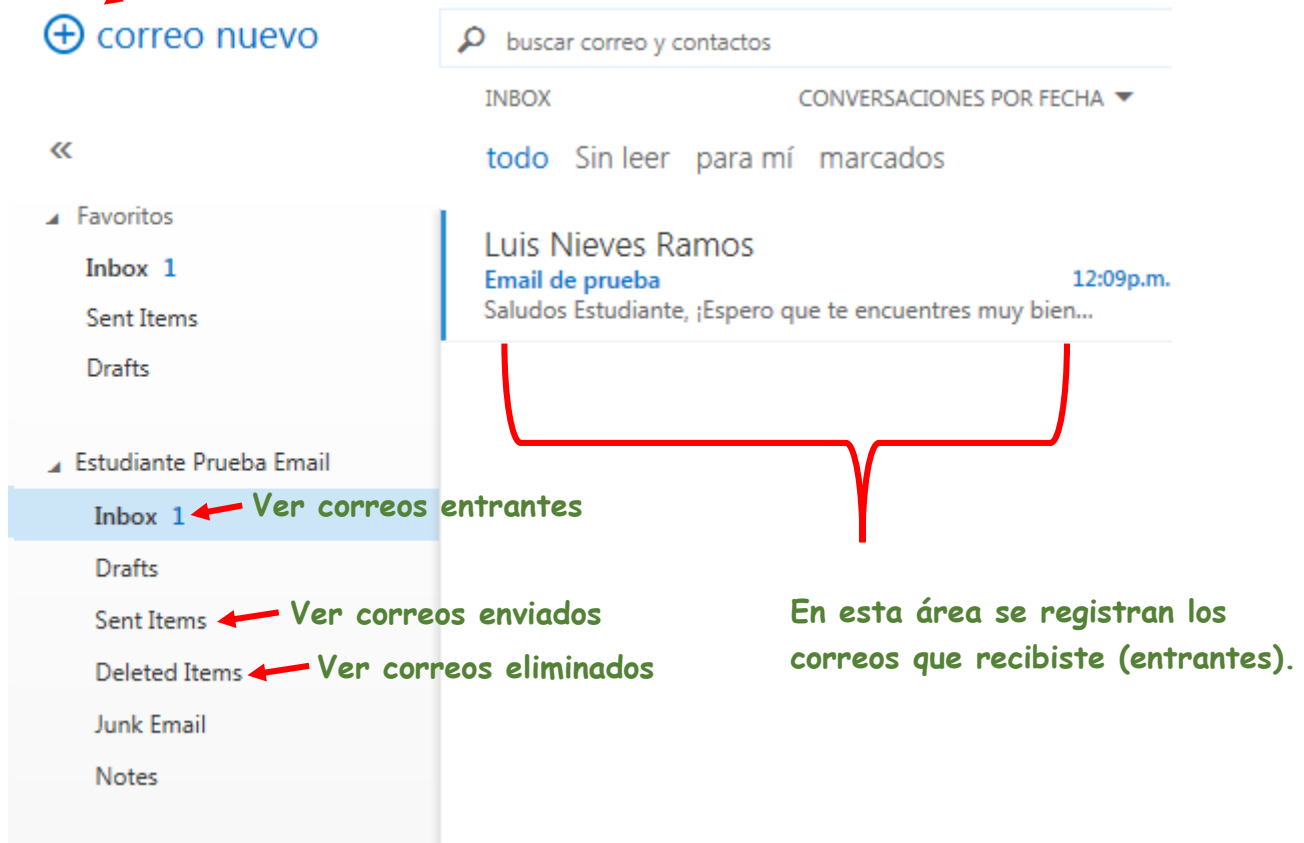 correo nuevo
buscar correo y contactos
INBOX CONVERSACIONES POR FECHA
«
todo Sin leer para mí marcados
Favoritos
Inbox 1
Sent Items
Drafts
Luis Nieves Ramos
Email de prueba 12:09p.m.
Saludos Estudiante, ¡Espero que te encuentres muy bien...
Estudiante Prueba Email
Inbox 1 Ver correos entrantes
Drafts
Sent Items Ver correos enviados
Deleted Items Ver correos eliminados
Junk Email
Notes
En esta área se registran los
correos que recibiste (entrantes).